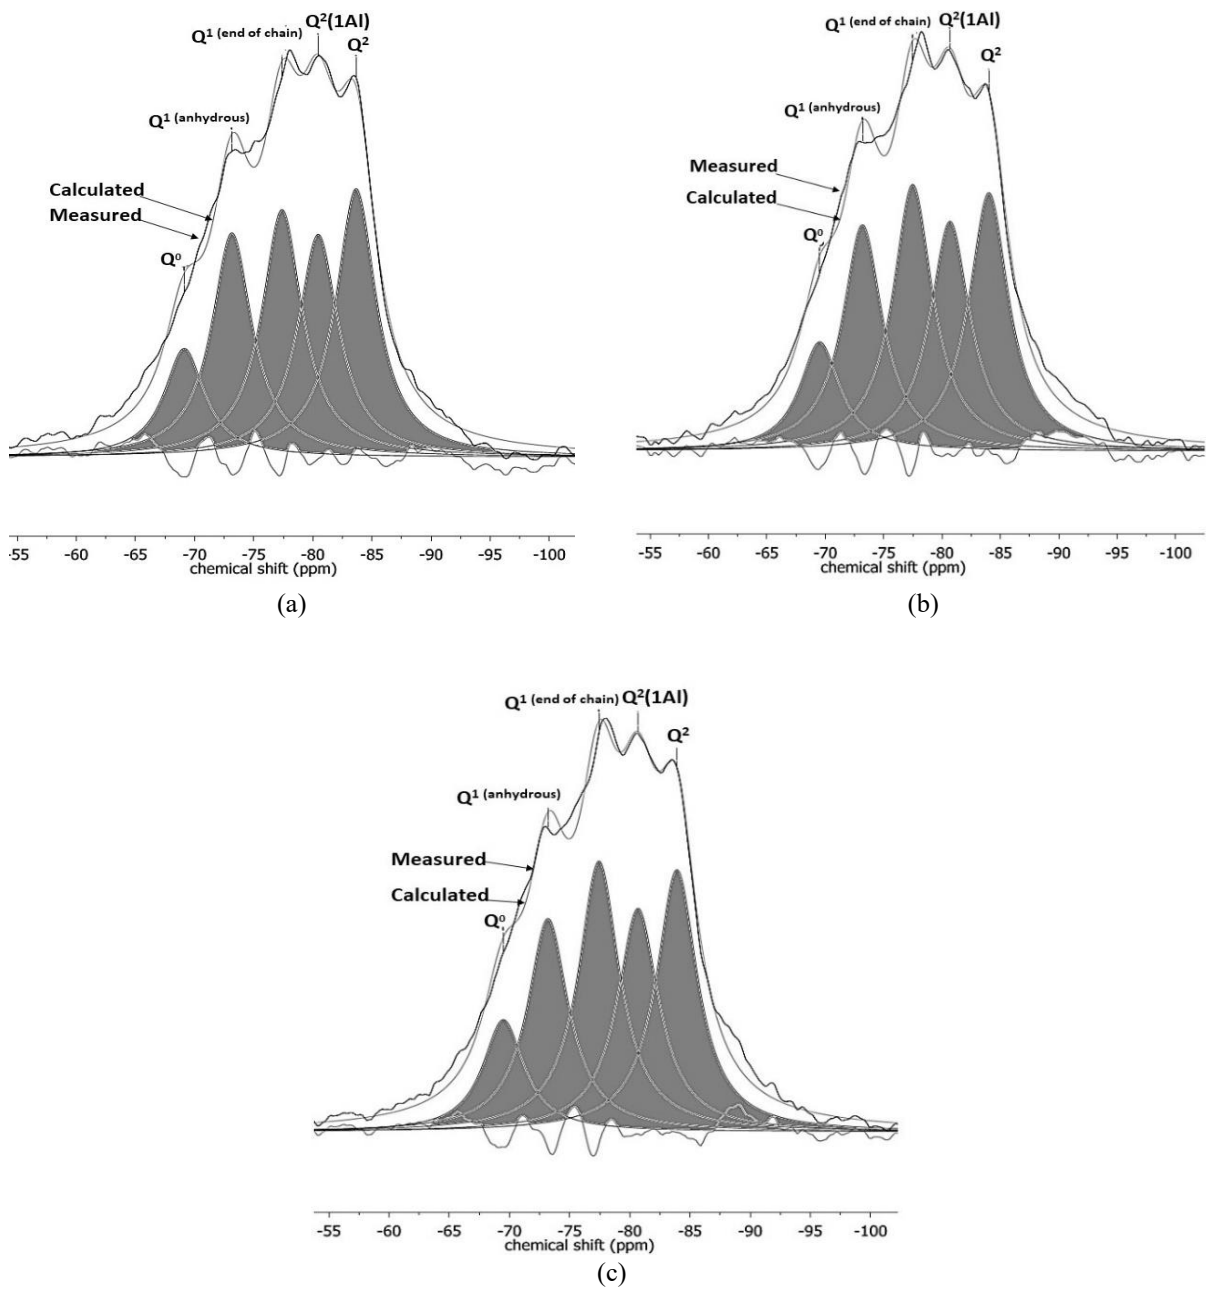 Q¹ (end of chain) Q²(1Al)
Q²
Q¹ (anhydrous)
Calculated
Measured
Q⁰
-55 -60 -65 -70 -75 -80 -85 -90 -95 -100
chemical shift (ppm)
(a)
Q¹ (end of chain) Q²(1Al)
Q²
Q¹ (anhydrous)
Measured
Calculated
Q⁰
-55 -60 -65 -70 -75 -80 -85 -90 -95 -100
chemical shift (ppm)
(b)
Q¹ (end of chain) Q²(1Al)
Q²
Q¹ (anhydrous)
Measured
Calculated
Q⁰
-55 -60 -65 -70 -75 -80 -85 -90 -95 -100
chemical shift (ppm)
(c)